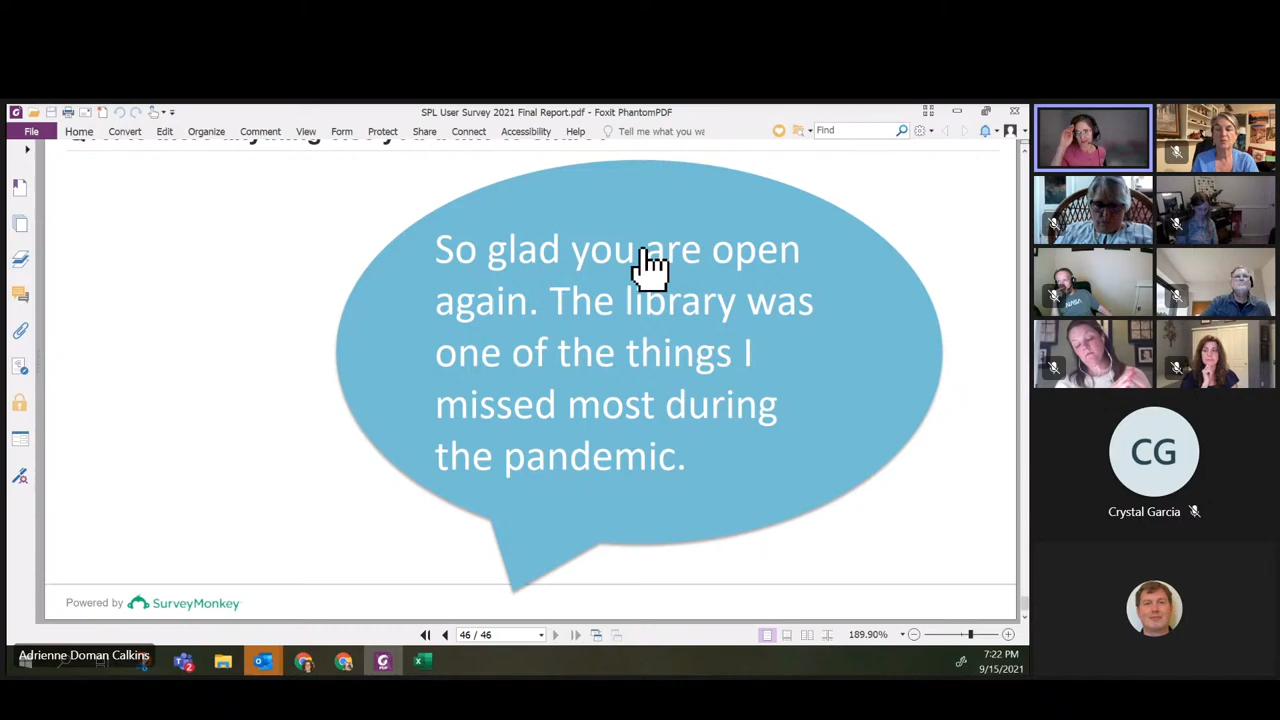 SPL User Survey 2021 Final Report.pdf - Foxit PhantomPDF
File Home Convert Edit Organize Comment View Form Protect Share Connect Accessibility Help Tell me what you wa Find
So glad you are open
again. The library was
one of the things I
missed most during
the pandemic.
Powered by SurveyMonkey
46 / 46
189.90%
Adrienne Doman Calkins
7:22 PM
9/15/2021
NASA
CG
Crystal Garcia